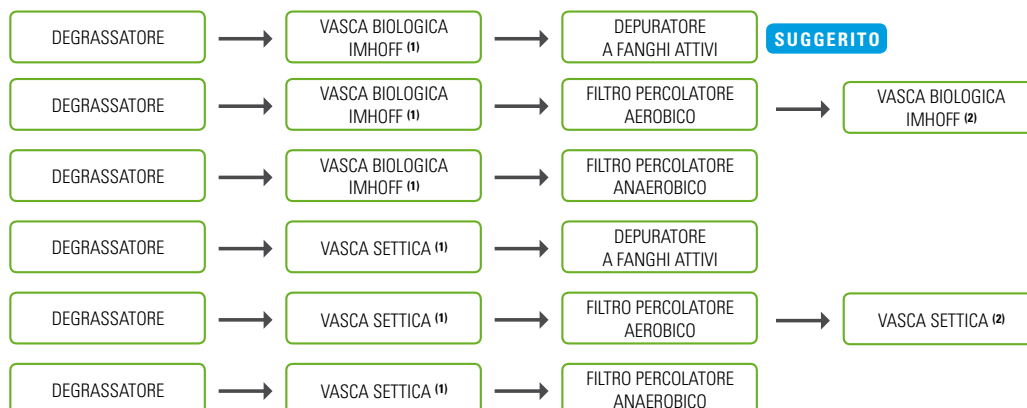 DEGRASSATORE
VASCA BIOLOGICA
IMHOFF (1)
DEPURATORE
A FANGHI ATTIVI
SUGGERITO
DEGRASSATORE
VASCA BIOLOGICA
IMHOFF (1)
FILTRO PERCOLATORE
AEROBICO
VASCA BIOLOGICA
IMHOFF (2)
DEGRASSATORE
VASCA BIOLOGICA
IMHOFF (1)
FILTRO PERCOLATORE
ANAEROBICO
DEGRASSATORE
VASCA SETTICA (1)
DEPURATORE
A FANGHI ATTIVI
DEGRASSATORE
VASCA SETTICA (1)
FILTRO PERCOLATORE
AEROBICO
VASCA SETTICA (2)
DEGRASSATORE
VASCA SETTICA (1)
FILTRO PERCOLATORE
ANAEROBICO